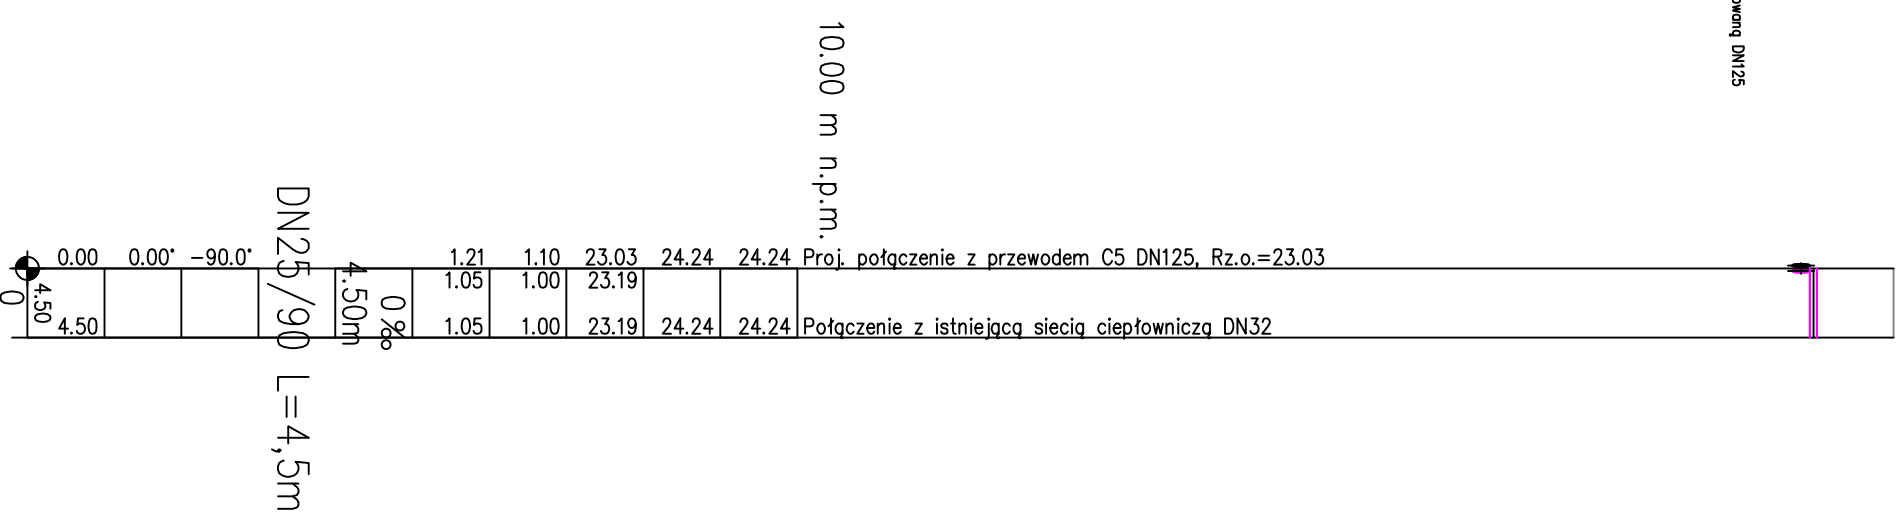 owaną DN125
10.00 m n.p.m.
0.00 0.00° -90.0° 1.21 1.10 23.03 24.24 24.24 Proj. połączenie z przewodem C5 DN125, Rz.o.=23.03
1.05 1.00 23.19
4.50 1.05 1.00 23.19 24.24 24.24 Połączenie z istniejącą siecią ciepłowniczą DN32
4.50
0
DN25/90 L=4,5m
4.50m
0‰